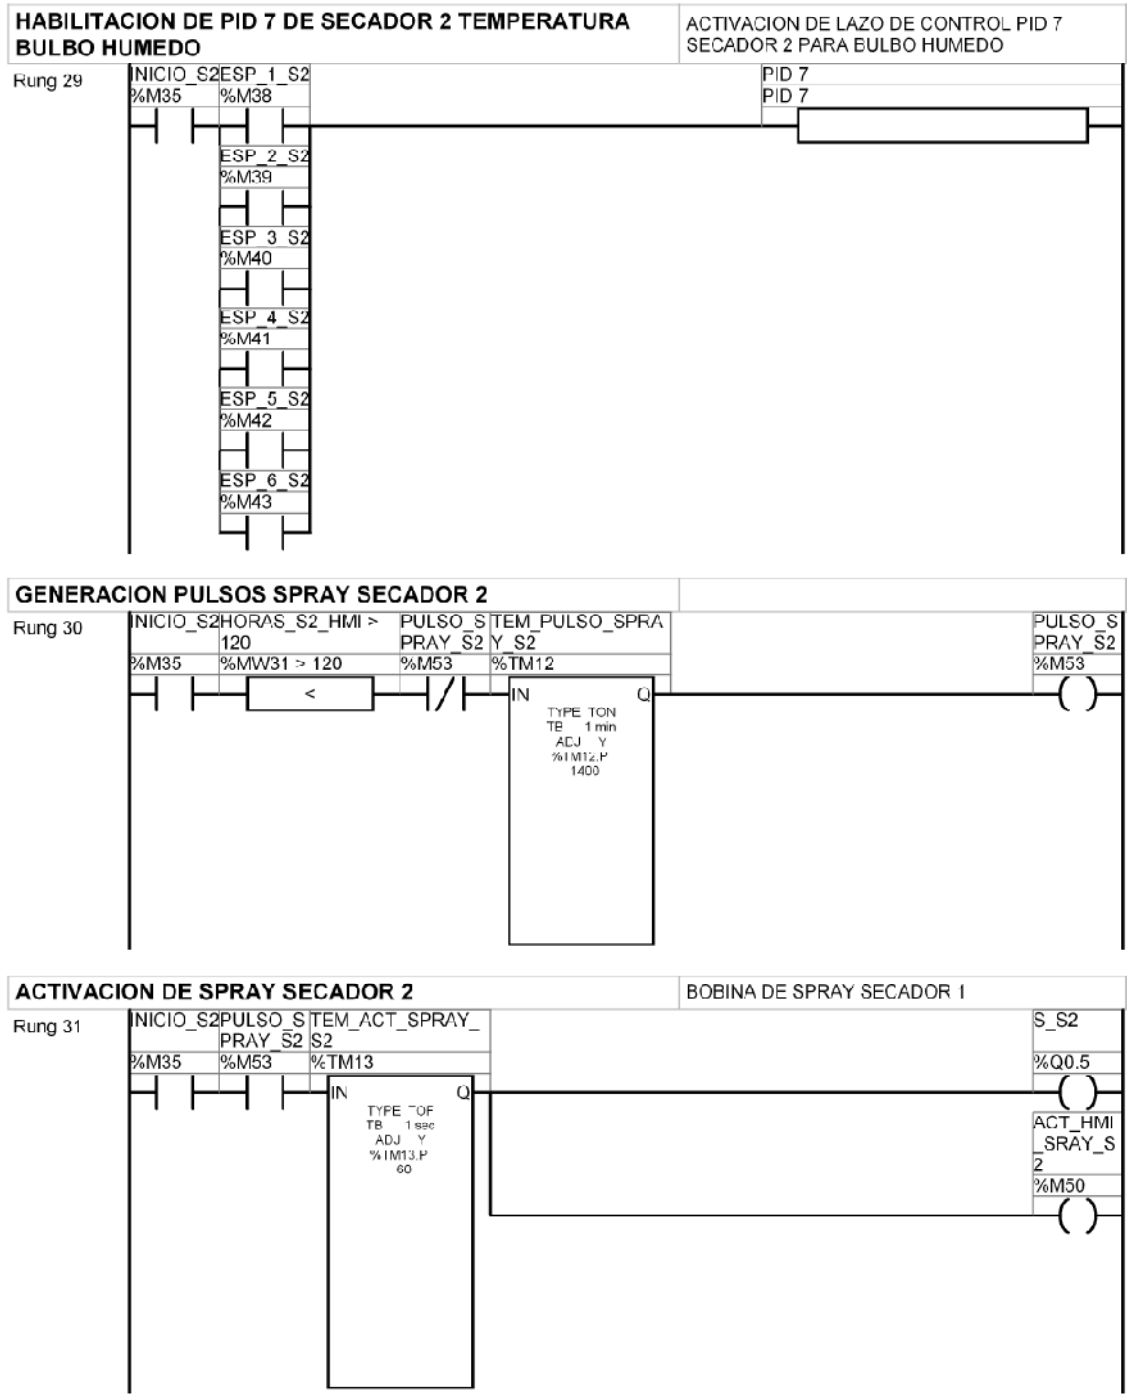 HABILITACION DE PID 7 DE SECADOR 2 TEMPERATURA
BULBO HUMEDO
ACTIVACION DE LAZO DE CONTROL PID 7
SECADOR 2 PARA BULBO HUMEDO
Rung 29
INICIO_S2
%M35
ESP_1_S2
%M38
PID 7
PID 7
ESP_2_S2
%M39
ESP_3_S2
%M40
ESP_4_S2
%M41
ESP_5_S2
%M42
ESP_6_S2
%M43
GENERACION PULSOS SPRAY SECADOR 2
Rung 30
INICIO_S2
%M35
HORAS_S2_HMI >
120
%MW31 > 120
<
PULSO_S
PRAY_S2
%M53
TEM_PULSO_SPRA
Y_S2
%TM12
IN Q
TYPE TON
TB 1 min
ADJ Y
%TM12.P
1400
PULSO_S
PRAY_S2
%M53
ACTIVACION DE SPRAY SECADOR 2
BOBINA DE SPRAY SECADOR 1
Rung 31
INICIO_S2
%M35
PULSO_S
PRAY_S2
%M53
TEM_ACT_SPRAY_
S2
%TM13
IN Q
TYPE TOF
TB 1 sec
ADJ Y
%TM13.P
60
S_S2
%Q0.5
ACT_HMI
_SRAY_S
2
%M50